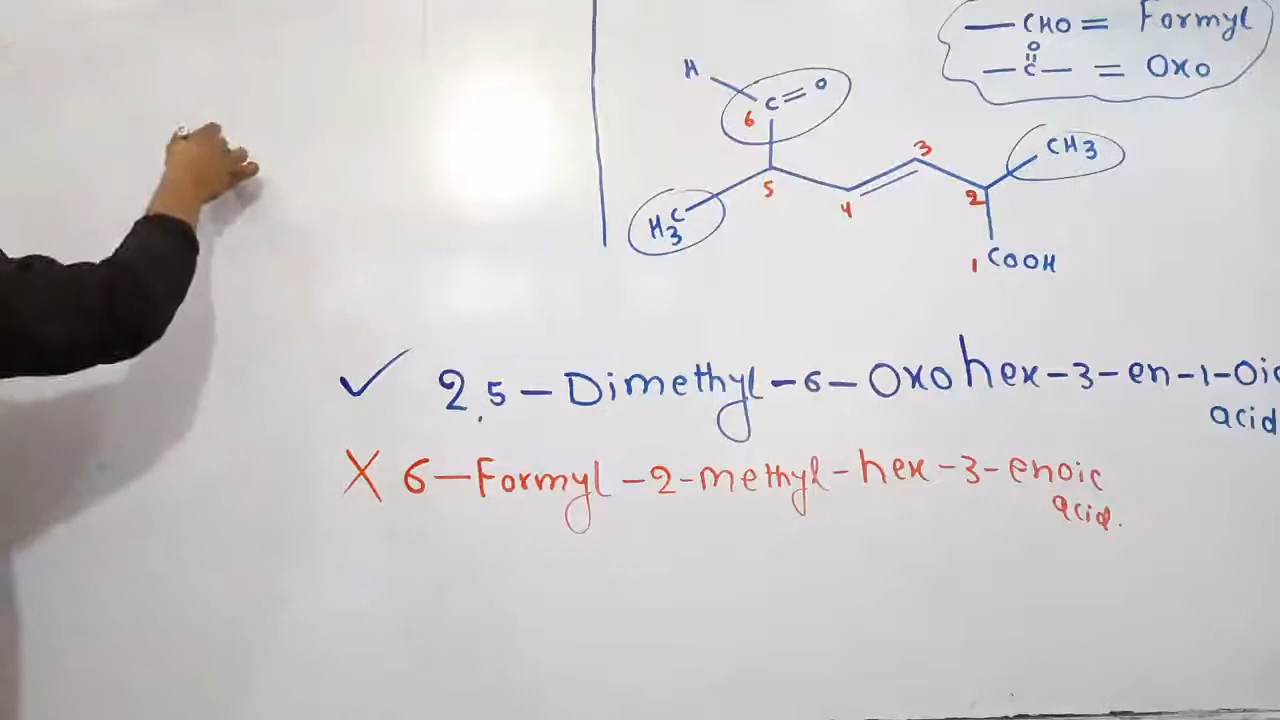 —CHO = Formyl
O
—C— = Oxo
H
C=O
6
3
CH3
5
4
2
H3C
1 COOH
✓ 2,5-Dimethyl-6-Oxohex-3-en-1-Oic
acid
X 6-Formyl-2-methyl-hex-3-enoic
acid.